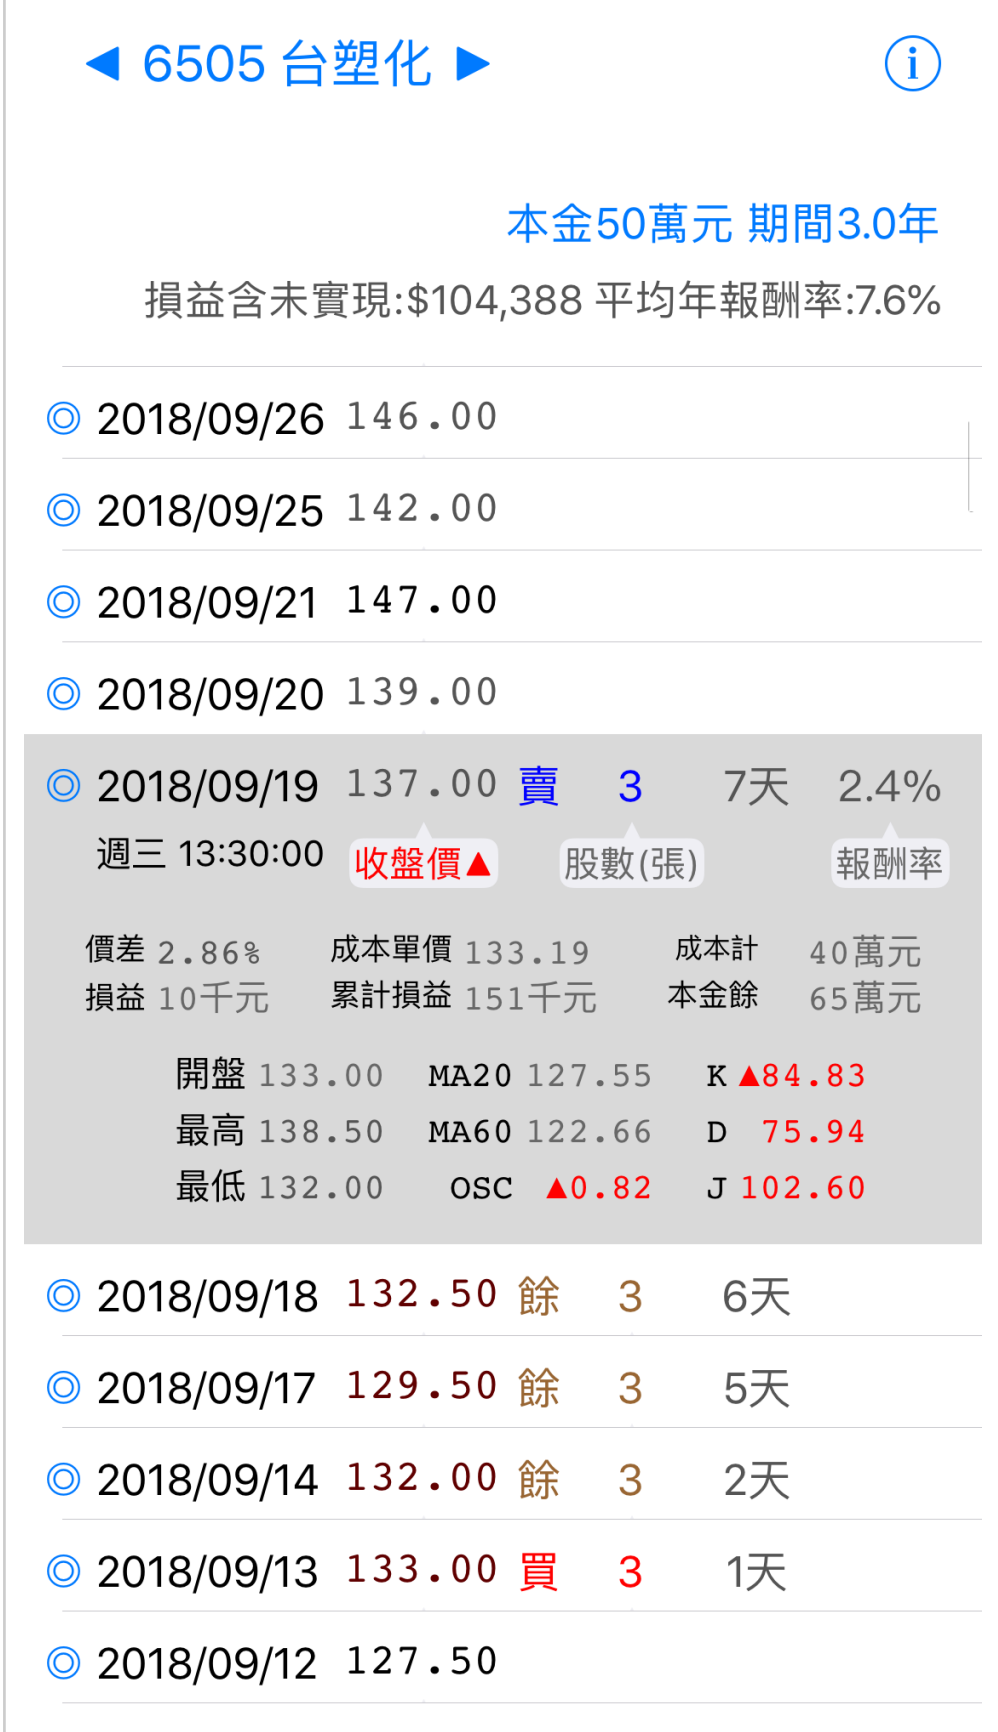 ◀ 6505 台塑化 ▶ i
本金50萬元 期間3.0年
損益含未實現:$104,388 平均年報酬率:7.6%
◎ 2018/09/26 146.00
◎ 2018/09/25 142.00
◎ 2018/09/21 147.00
◎ 2018/09/20 139.00
◎ 2018/09/19 137.00 賣 3 7天 2.4%
週三 13:30:00 收盤價▲ 股數(張) 報酬率
價差 2.86% 成本單價 133.19 成本計 40萬元
損益 10千元 累計損益 151千元 本金餘 65萬元
開盤 133.00 MA20 127.55 K ▲84.83
最高 138.50 MA60 122.66 D 75.94
最低 132.00 OSC ▲0.82 J 102.60
◎ 2018/09/18 132.50 餘 3 6天
◎ 2018/09/17 129.50 餘 3 5天
◎ 2018/09/14 132.00 餘 3 2天
◎ 2018/09/13 133.00 買 3 1天
◎ 2018/09/12 127.50